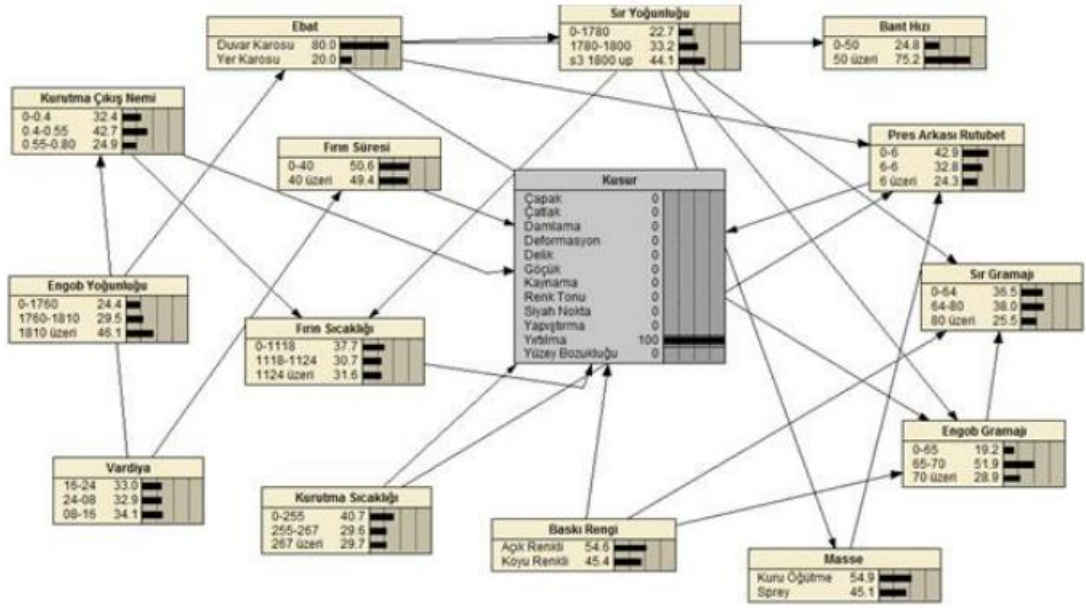 Ebat
Duvar Karosu 80.0
Yer Karosu 20.0
Sır Yoğunluğu
0-1780 22.7
1780-1800 33.2
s3 1800 up 44.1
Bant Hızı
0-50 24.8
50 üzeri 75.2
Kurutma Çıkış Nemi
0-0.4 32.4
0.4-0.55 42.7
0.55-0.80 24.9
Fırın Süresi
0-40 50.6
40 üzeri 49.4
Pres Arkası Rutubet
0-6 42.9
6-6 32.8
6 üzeri 24.3
Kusur
Çapak 0
Çatlak 0
Damlama 0
Deformasyon 0
Delik 0
Göçük 0
Kaynama 0
Renk Tonu 0
Siyah Nokta 0
Yapıştırma 0
Yırtılma 100
Yüzey Bozukluğu 0
Engob Yoğunluğu
0-1760 24.4
1760-1810 29.5
1810 üzeri 46.1
Sır Gramajı
0-64 36.5
64-80 38.0
80 üzeri 25.5
Fırın Sıcaklığı
0-1118 37.7
1118-1124 30.7
1124 üzeri 31.6
Engob Gramajı
0-65 19.2
65-70 51.9
70 üzeri 28.9
Vardiya
16-24 33.0
24-08 32.9
08-16 34.1
Kurutma Sıcaklığı
0-255 40.7
255-267 29.6
267 üzeri 29.7
Baskı Rengi
Açık Renkli 54.6
Koyu Renkli 45.4
Masse
Kuru Öğütme 54.9
Sprey 45.1